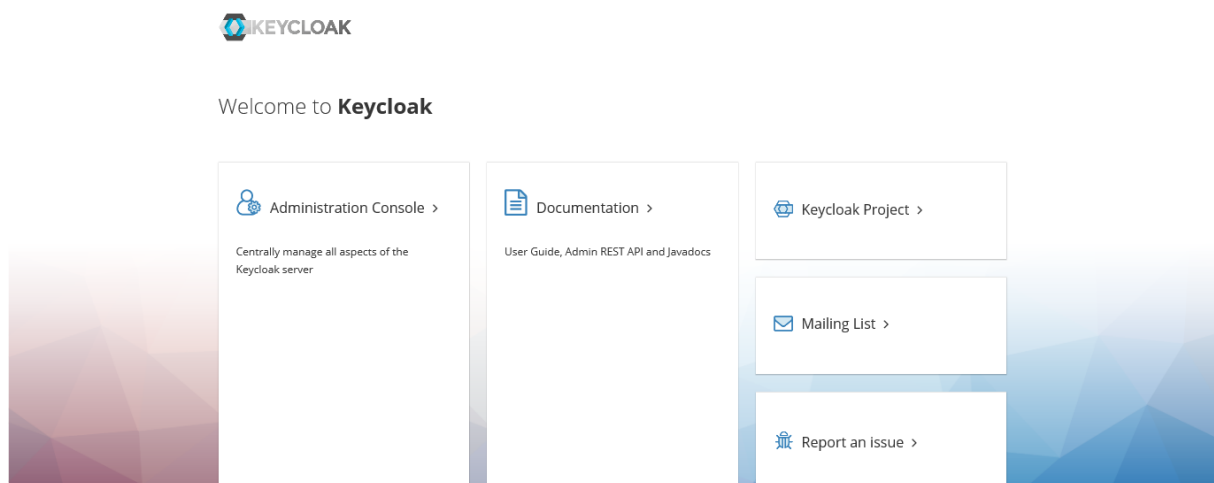 KEYCLOAK
Welcome to Keycloak
Administration Console
Centrally manage all aspects of the
Keycloak server
Documentation
User Guide, Admin REST API and Javadocs
Keycloak Project
Mailing List
Report an issue